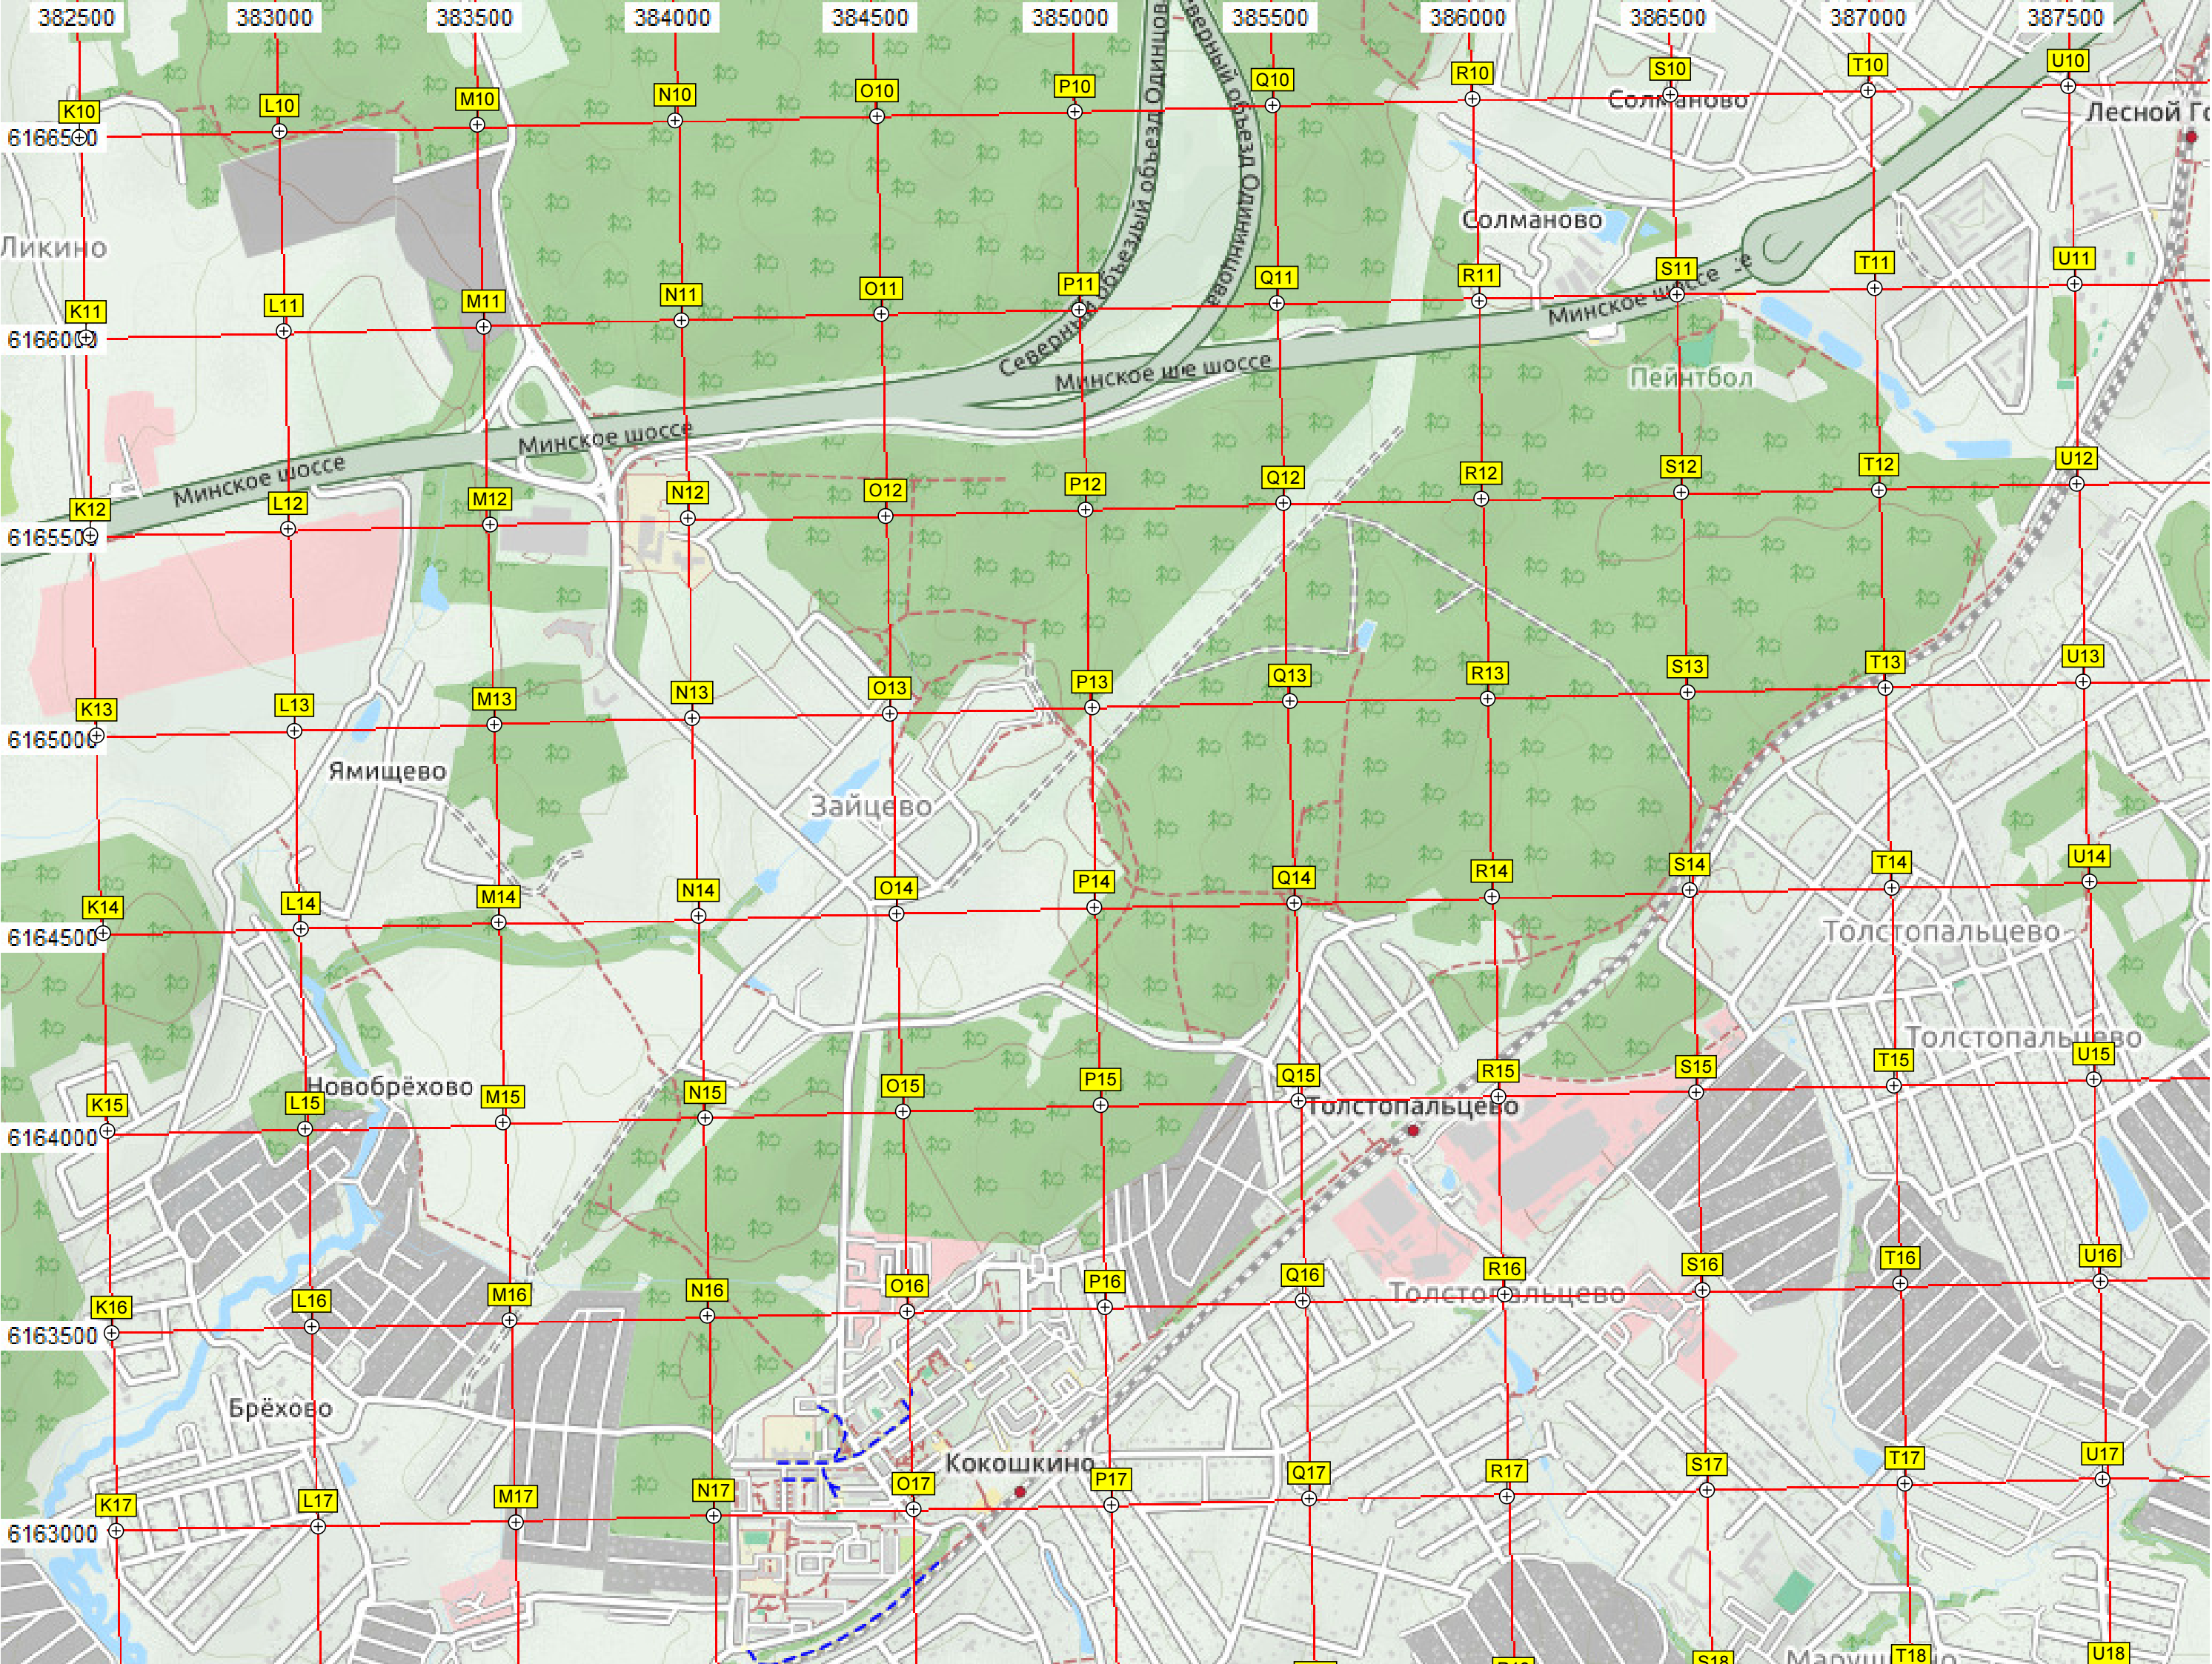 382500 383000 383500 384000 384500 385000 385500 386000 386500 387000 387500
K10 L10 M10 N10 O10 P10 Q10 R10 S10 T10 U10
6166500
Солманово
Лесной Го
Северный объезд Одинцов
верный объезд Одинцова
Ликино
Солманово
K11 L11 M11 N11 O11 P11 Q11 R11 S11 T11 U11
6166000
Минское шоссе
Минское ше шоссе
Пейнтбол
Минское шоссе
Минское шоссе
K12 L12 M12 N12 O12 P12 Q12 R12 S12 T12 U12
6165500
K13 L13 M13 N13 O13 P13 Q13 R13 S13 T13 U13
6165000
Ямищево
Зайцево
K14 L14 M14 N14 O14 P14 Q14 R14 S14 T14 U14
6164500
Толстопальцево
Толстопальцево
Новобрёхово
K15 L15 M15 N15 O15 P15 Q15 R15 S15 T15 U15
6164000
Толстопальцево
Толстопальцево
K16 L16 M16 N16 O16 P16 Q16 R16 S16 T16 U16
6163500
Брёхово
Кокошкино
K17 L17 M17 N17 O17 P17 Q17 R17 S17 T17 U17
6163000
S18 T18 U18